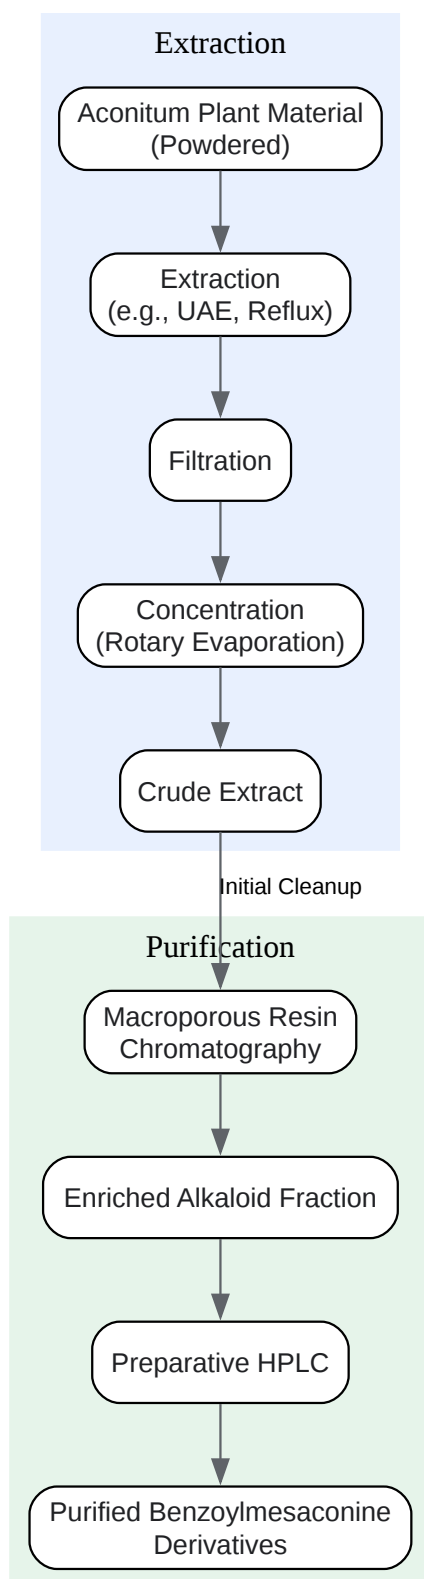 Extraction
Aconitum Plant Material
(Powdered)
Extraction
(e.g., UAE, Reflux)
Filtration
Concentration
(Rotary Evaporation)
Crude Extract
Initial Cleanup
Purification
Macroporous Resin
Chromatography
Enriched Alkaloid Fraction
Preparative HPLC
Purified Benzoylmesaconine
Derivatives